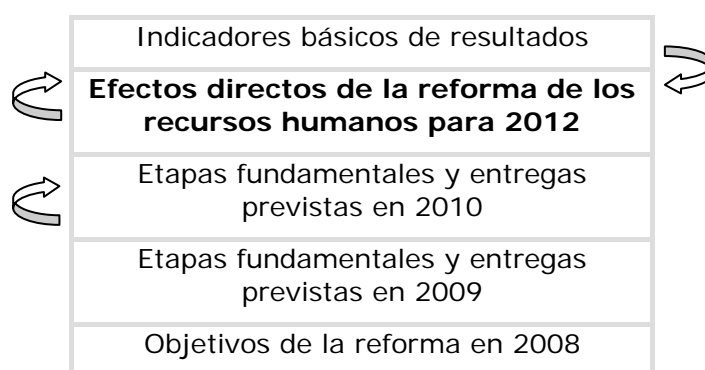 Indicadores básicos de resultados
Efectos directos de la reforma de los
recursos humanos para 2012
Etapas fundamentales y entregas
previstas en 2010
Etapas fundamentales y entregas
previstas en 2009
Objetivos de la reforma en 2008